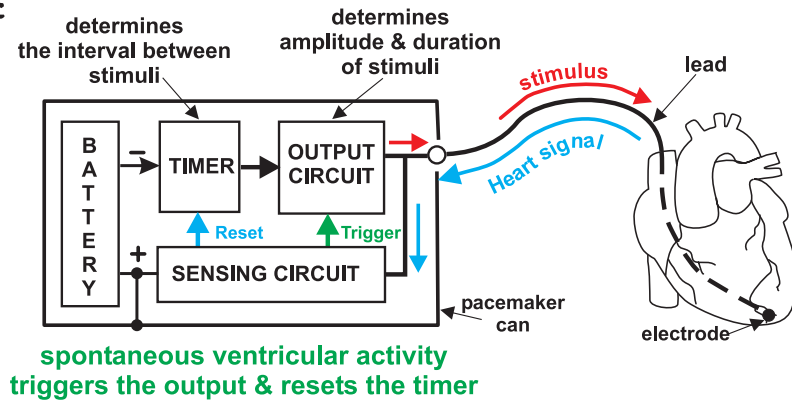 c
determines
the interval between
stimuli
determines
amplitude & duration
of stimuli
stimulus
lead
Heart signal
BATTERY
−
TIMER
OUTPUT
CIRCUIT
Reset
Trigger
+
SENSING CIRCUIT
pacemaker
can
electrode
spontaneous ventricular activity
triggers the output & resets the timer